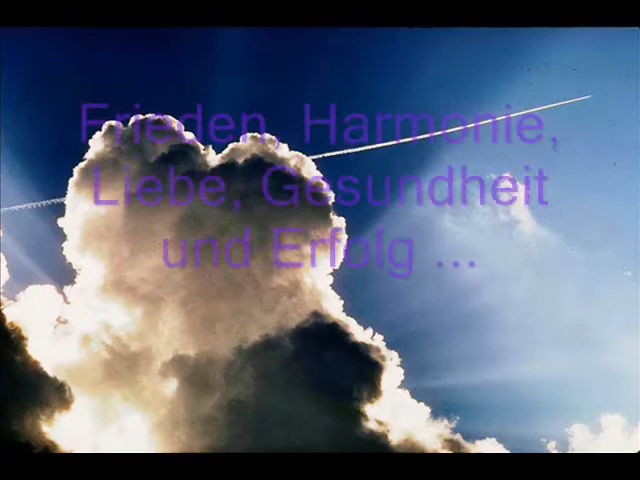 Frieden, Harmonie,
Liebe, Gesundheit
und Erfolg ...